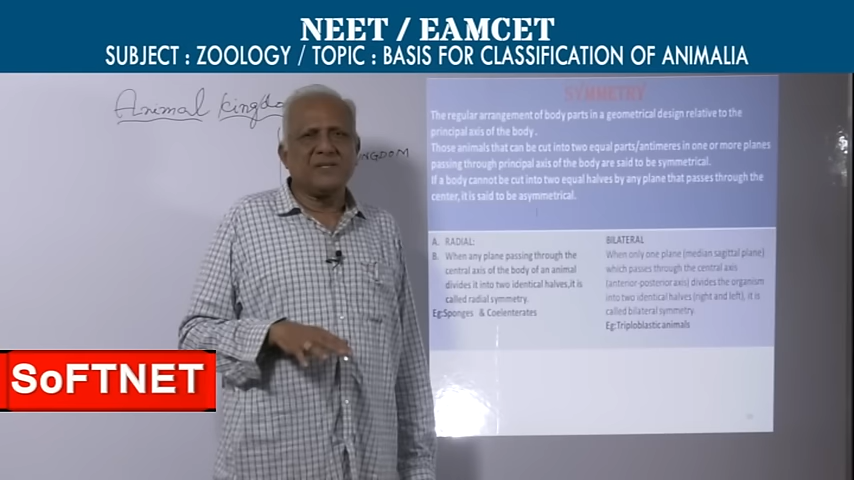 NEET / EAMCET
SUBJECT : ZOOLOGY / TOPIC : BASIS FOR CLASSIFICATION OF ANIMALIA
Animal kingdo
INGDOM
SYMMETRY
The regular arrangement of body parts in a geometrical design relative to the
principal axis of the body .
Those animals that can be cut into two equal parts/antimeres in one or more planes
passing through principal axis of the body are said to be symmetrical.
If a body cannot be cut into two equal halves by any plane that passes through the
center, it is said to be asymmetrical.
A. RADIAL:
B. When any plane passing through the
central axis of the body of an animal
divides it into two identical halves,it is
called radial symmetry.
Eg:Sponges & Coelenterates
BILATERAL
When only one plane (median sagittal plane)
which passes through the central axis
(anterior-posterior axis) divides the organism
into two identical halves (right and left), it is
called bilateral symmetry.
Eg:Triploblastic animals
SoFTNET